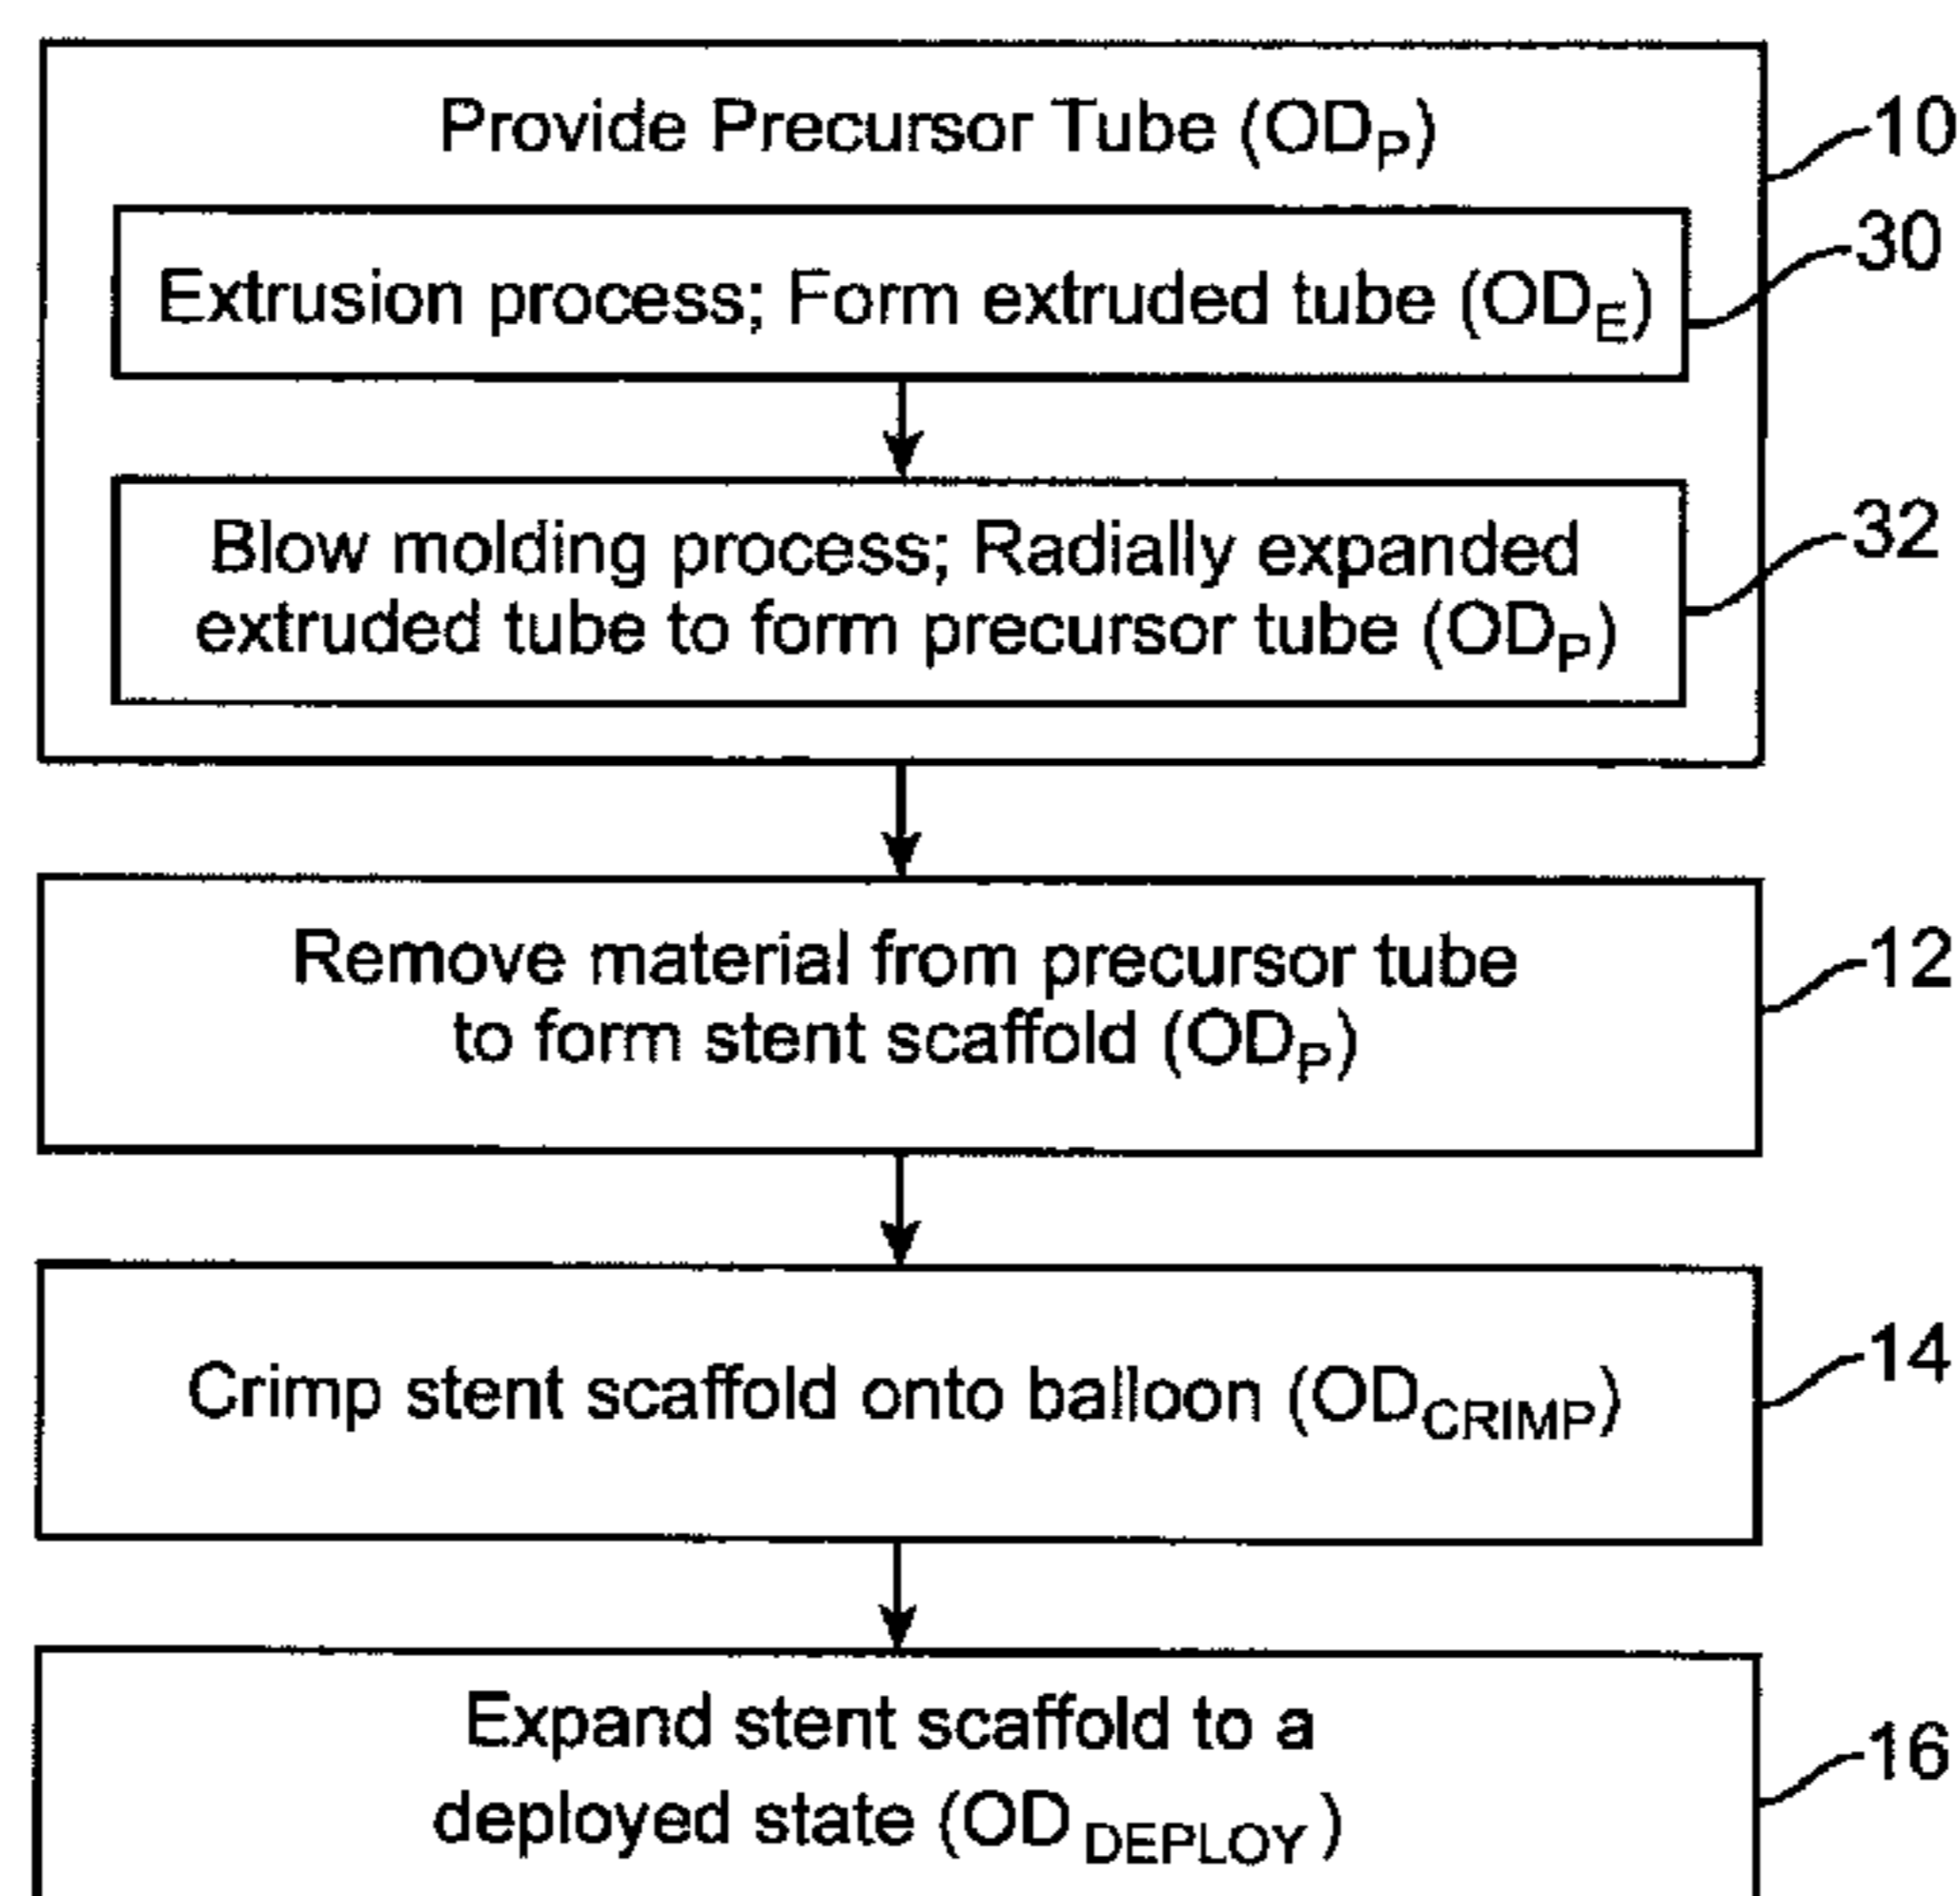 Provide Precursor Tube (ODP)
10
Extrusion process; Form extruded tube (ODE)
30
Blow molding process; Radially expanded
extruded tube to form precursor tube (ODP)
32
Remove material from precursor tube
to form stent scaffold (ODP)
12
Crimp stent scaffold onto balloon (ODCRIMP)
14
Expand stent scaffold to a
deployed state (OD DEPLOY)
16